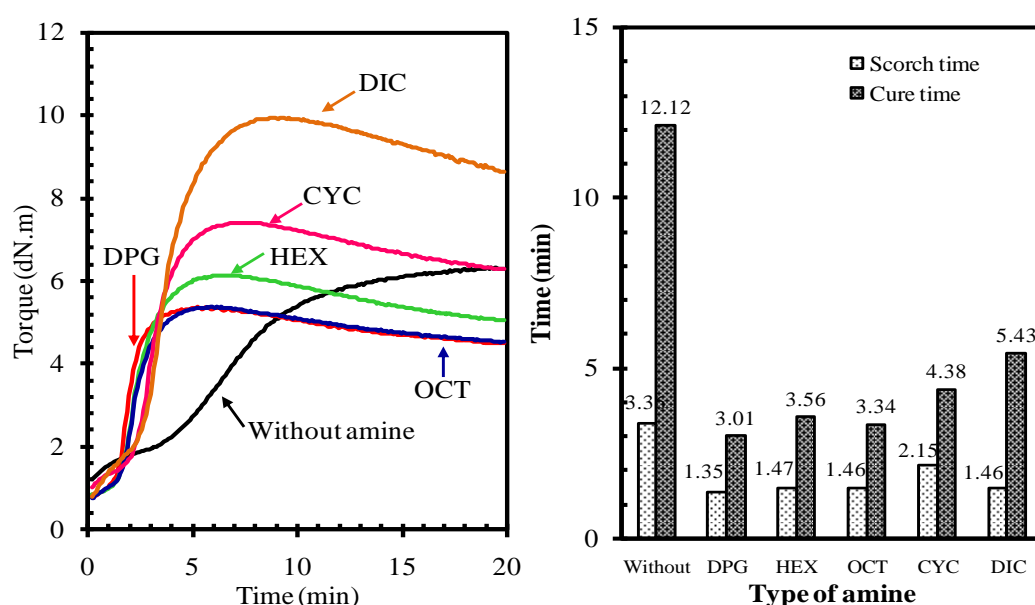 12
10
8
6
4
2
0
Torque (dN.m)
DIC
CYC
DPG
HEX
OCT
Without amine
0 5 10 15 20
Time (min)
15
10
5
0
Time (min)
Scorch time
Cure time
12.12
3.01
1.35
3.56
1.47
3.34
1.46
4.38
2.15
5.43
1.46
Without DPG HEX OCT CYC DIC
Type of amine